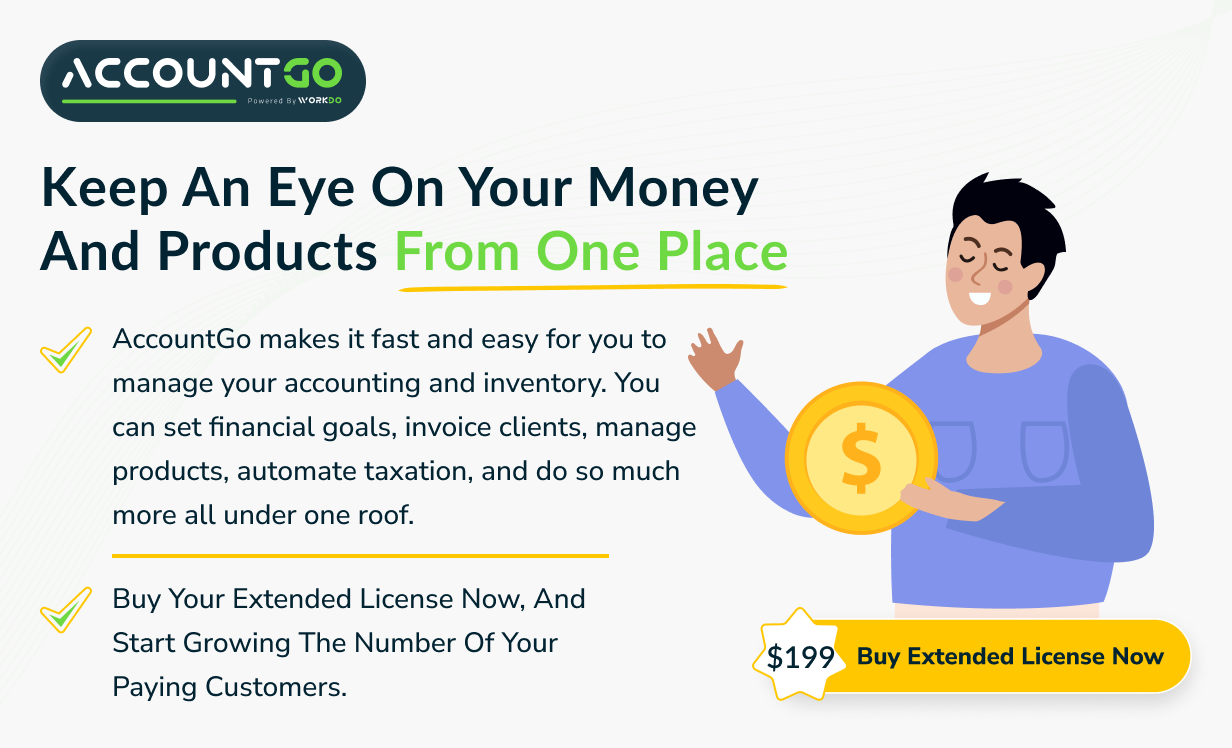 ACCOUNTGO
Powered By WORKDO
Keep An Eye On Your Money
And Products From One Place
AccountGo makes it fast and easy for you to
manage your accounting and inventory. You
can set financial goals, invoice clients, manage
products, automate taxation, and do so much
more all under one roof.
$
Buy Your Extended License Now, And
Start Growing The Number Of Your
Paying Customers.
$199 Buy Extended License Now